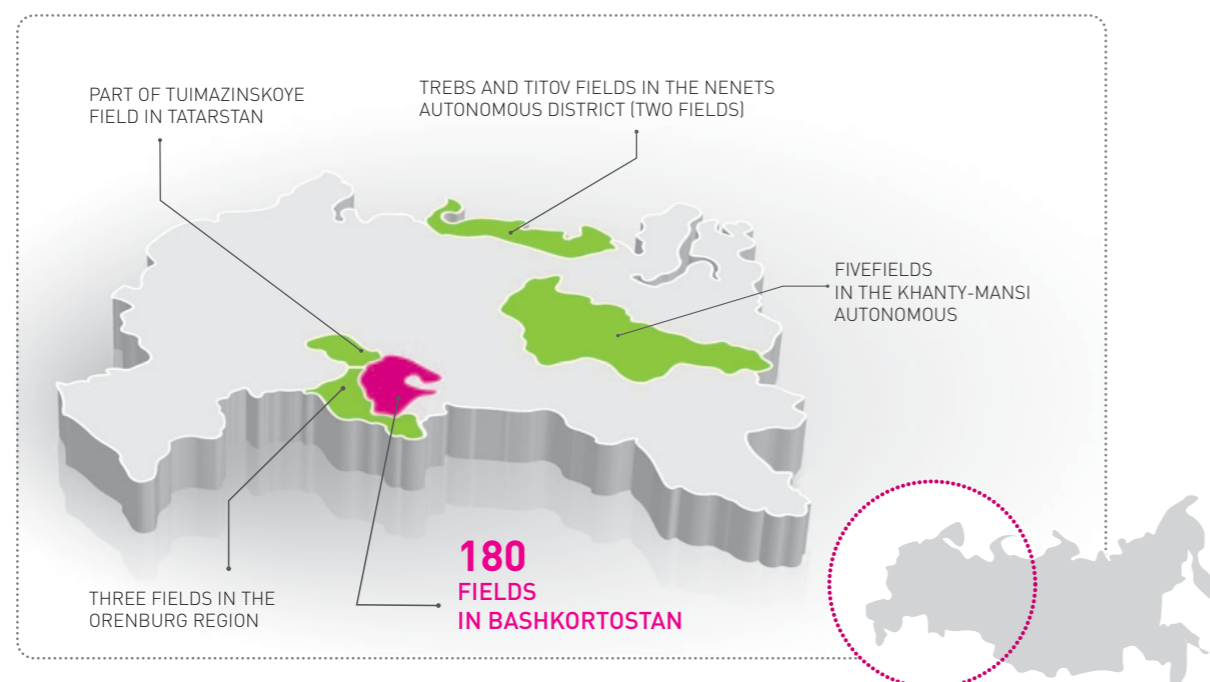 PART OF TUIMAZINSKOYE
FIELD IN TATARSTAN
TREBS AND TITOV FIELDS IN THE NENETS
AUTONOMOUS DISTRICT (TWO FIELDS)
FIVEFIELDS
IN THE KHANTY-MANSI
AUTONOMOUS
THREE FIELDS IN THE
ORENBURG REGION
180
FIELDS
IN BASHKORTOSTAN